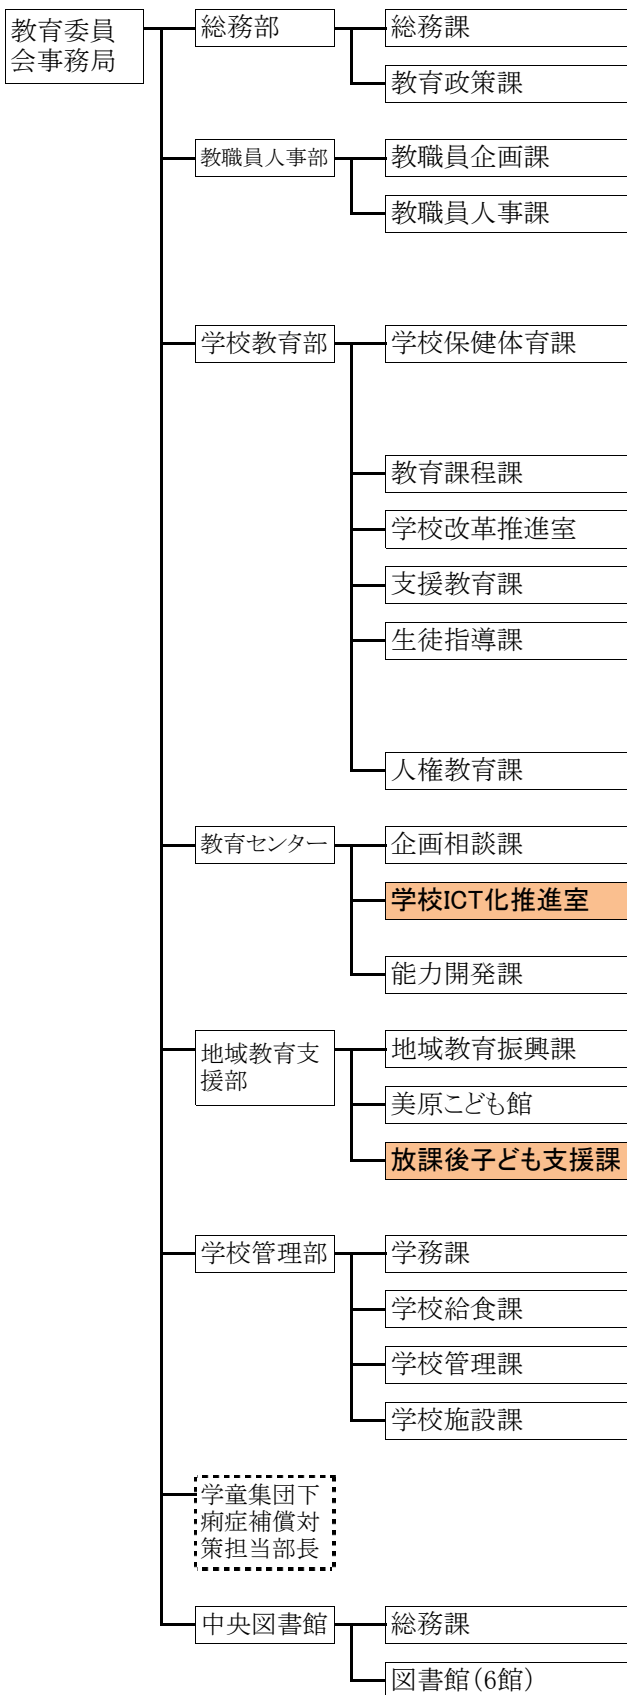 教育委員
会事務局
総務部
総務課
教育政策課
教職員人事部
教職員企画課
教職員人事課
学校教育部
学校保健体育課
教育課程課
学校改革推進室
支援教育課
生徒指導課
人権教育課
教育センター
企画相談課
学校ICT化推進室
能力開発課
地域教育支
援部
地域教育振興課
美原こども館
放課後子ども支援課
学校管理部
学務課
学校給食課
学校管理課
学校施設課
学童集団下
痢症補償対
策担当部長
中央図書館
総務課
図書館(6館)